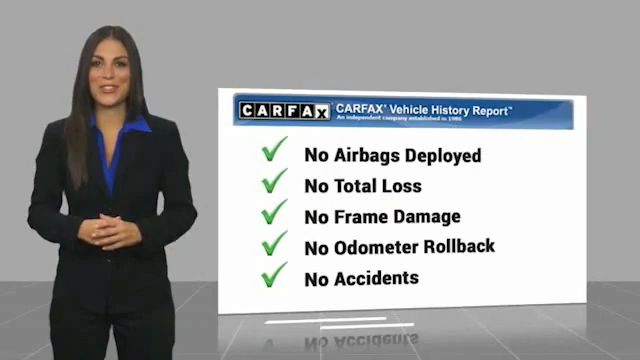 CARFAX CARFAX® Vehicle History Report™
An independent company established in 1986
No Airbags Deployed
No Total Loss
No Frame Damage
No Odometer Rollback
No Accidents